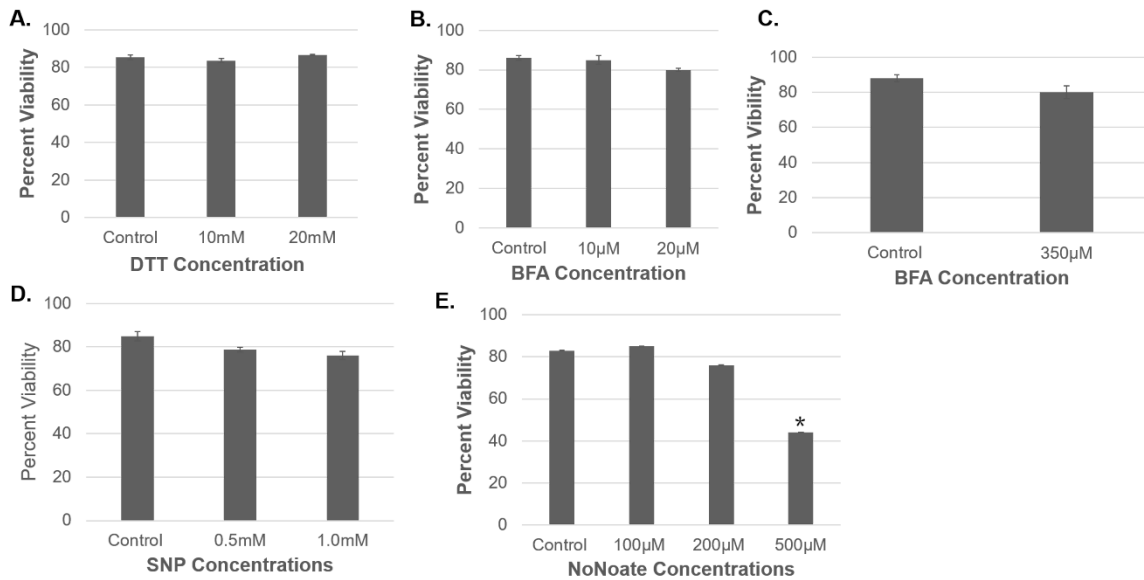 A.
Percent Viability
100
80
60
40
20
0
Control 10mM 20mM
DTT Concentration
B.
Percent Viability
100
80
60
40
20
0
Control 10µM 20µM
BFA Concentration
C.
Percent Vibility
100
80
60
40
20
0
Control 350µM
BFA Concentration
D.
Percent Viability
100
80
60
40
20
0
Control 0.5mM 1.0mM
SNP Concentrations
E.
Percent Viability
100
80
60
40
20
0
*
Control 100µM 200µM 500µM
NoNoate Concentrations